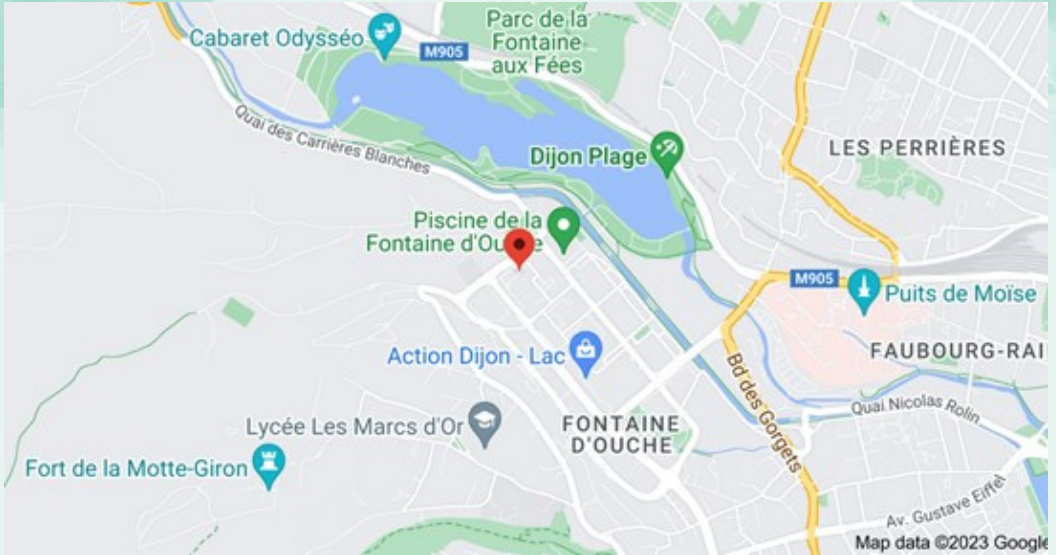 Parc de la
Fontaine
aux Fées
Cabaret Odysséo
M905
Quai des Carrières Blanches
Dijon Plage
LES PERRIÈRES
Piscine de la
Fontaine d'Ouche
M905
Puits de Moïse
Action Dijon - Lac
FAUBOURG-RAI
Bd des Gorgets
Quai Nicolas Rolin
Lycée Les Marcs d'Or
FONTAINE
D'OUCHE
Fort de la Motte-Giron
Av. Gustave Eiffel
Map data ©2023 Google